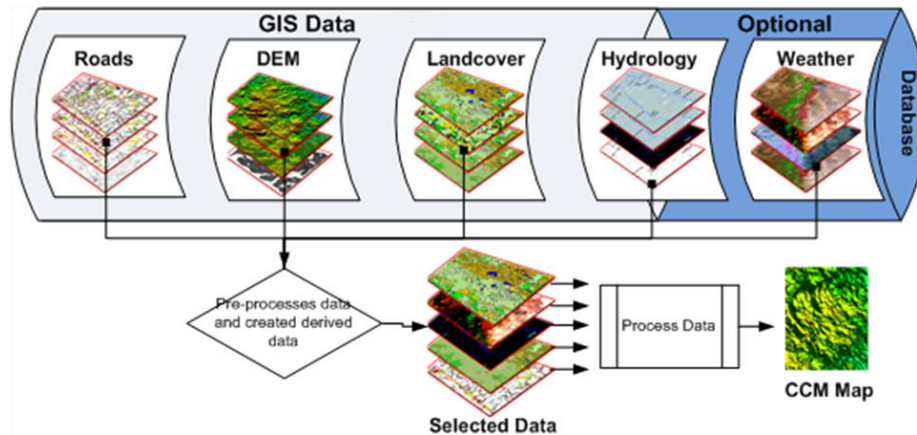 GIS Data
Optional
Roads
DEM
Landcover
Hydrology
Weather
Database
Pre-processes data
and created derived
data
Process Data
CCM Map
Selected Data